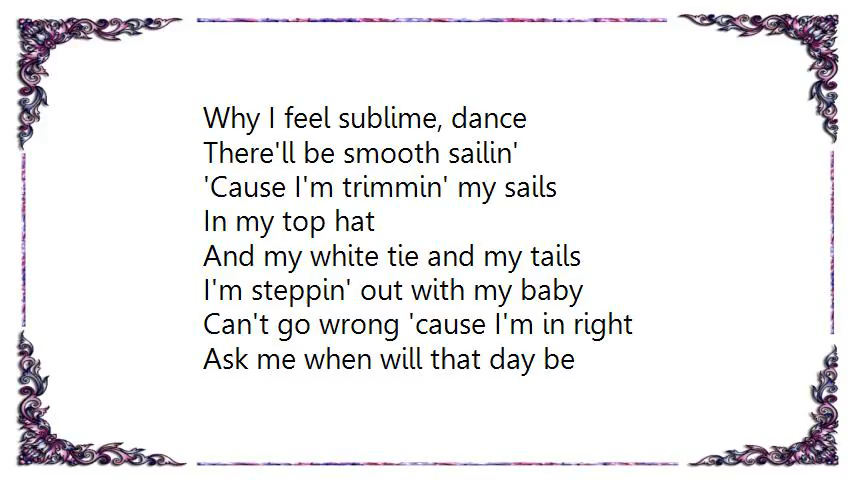 Why I feel sublime, dance
There'll be smooth sailin'
'Cause I'm trimmin' my sails
In my top hat
And my white tie and my tails
I'm steppin' out with my baby
Can't go wrong 'cause I'm in right
Ask me when will that day be